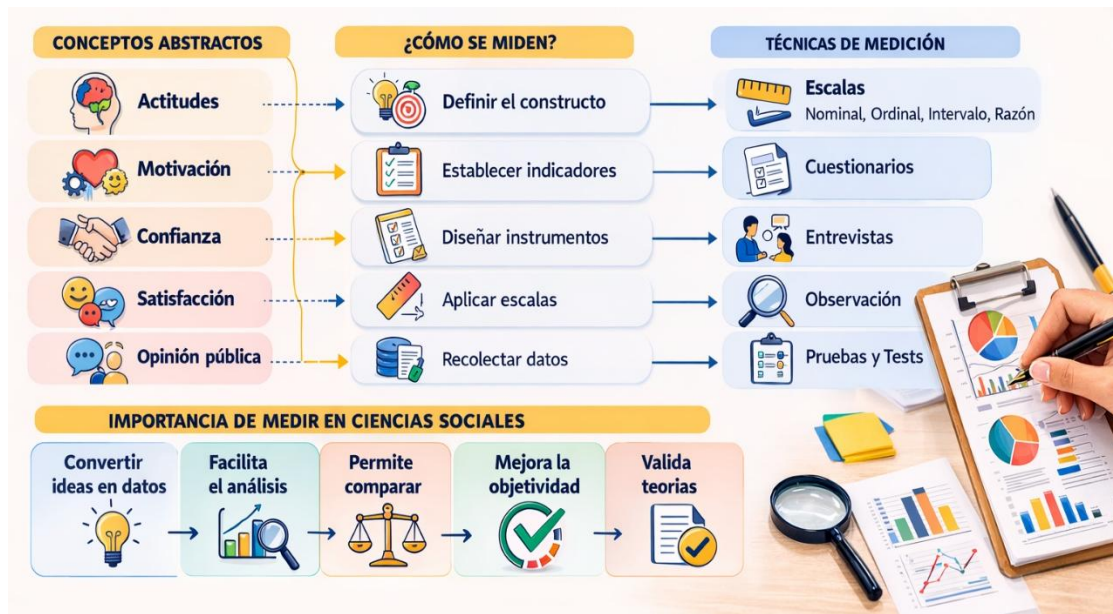 CONCEPTOS ABSTRACTOS
¿CÓMO SE MIDEN?
TÉCNICAS DE MEDICIÓN
Actitudes
Definir el constructo
Escalas
Nominal, Ordinal, Intervalo, Razón
Motivación
Establecer indicadores
Cuestionarios
Confianza
Diseñar instrumentos
Entrevistas
Satisfacción
Aplicar escalas
Observación
Opinión pública
Recolectar datos
Pruebas y Tests
IMPORTANCIA DE MEDIR EN CIENCIAS SOCIALES
Convertir
ideas en datos
Facilita
el análisis
Permite
comparar
Mejora la
objetividad
Valida
teorias